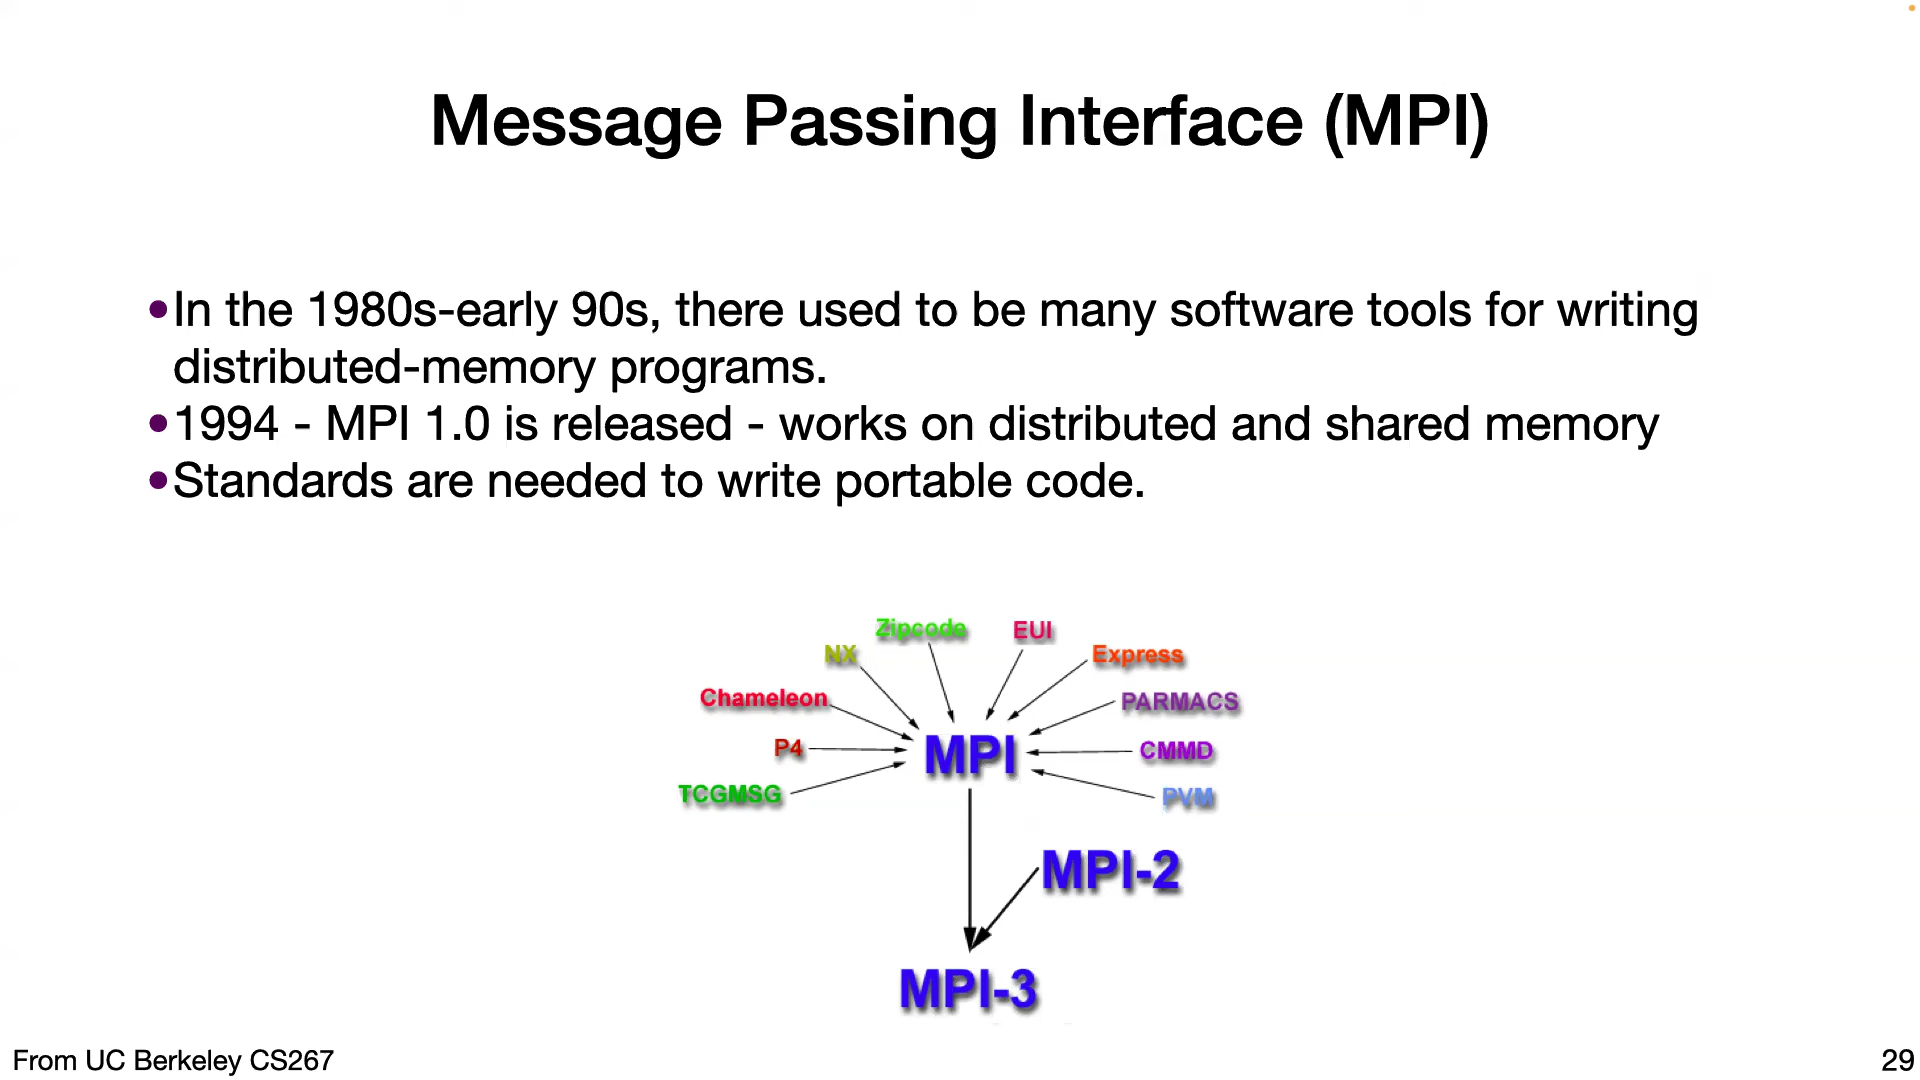 Message Passing Interface (MPI)
•In the 1980s-early 90s, there used to be many software tools for writing
distributed-memory programs.
•1994 - MPI 1.0 is released - works on distributed and shared memory
•Standards are needed to write portable code.
Zipcode
EUI
NX
Express
Chameleon
PARMACS
P4
MPI
CMMD
TCGMSG
PVM
MPI-2
MPI-3
From UC Berkeley CS267
29